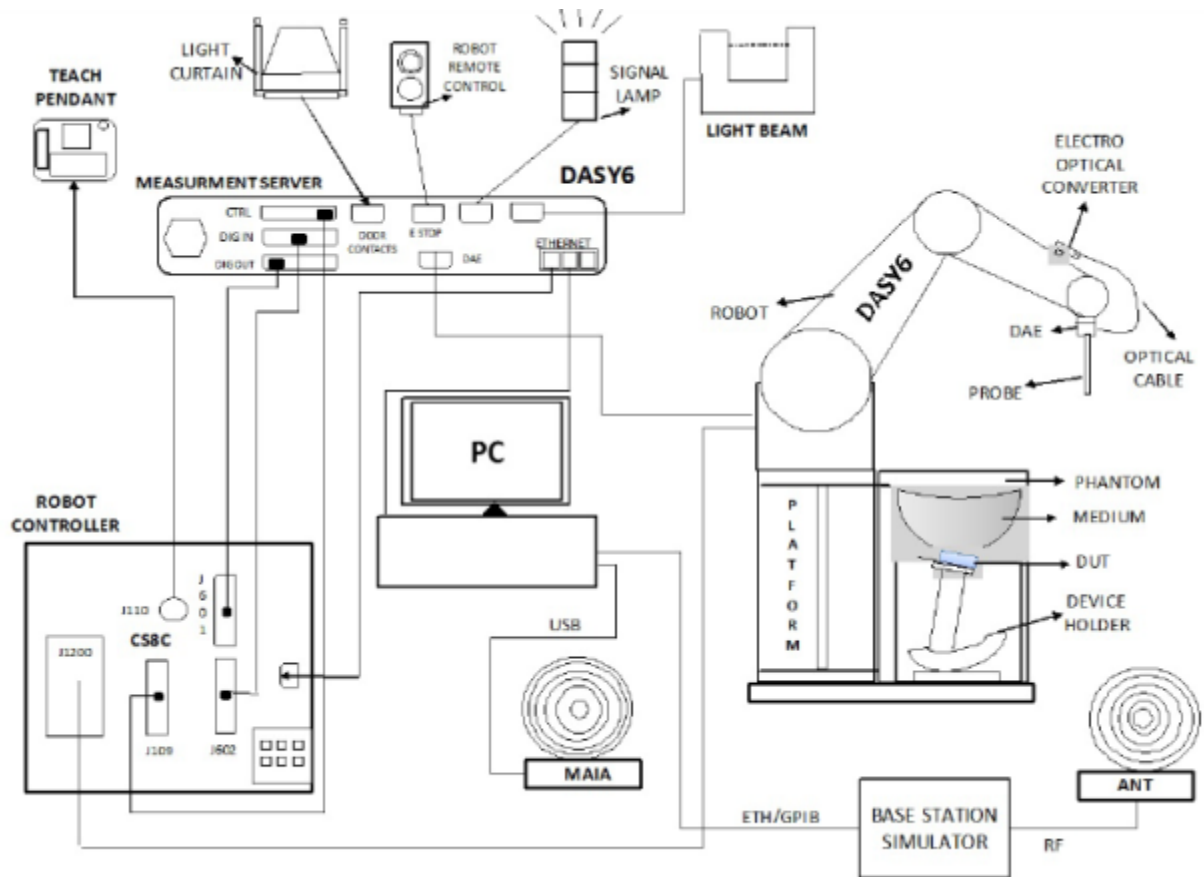 LIGHT
CURTAIN
ROBOT
REMOTE
CONTROL
SIGNAL
LAMP
LIGHT BEAM
TEACH
PENDANT
ELECTRO
OPTICAL
CONVERTER
MEASURMENT SERVER
DASY6
CTRL
DIG IN
DIG OUT
DOOR
CONTACTS
E STOP
DAE
ETHERNET
ROBOT
DASY6
DAE
PROBE
OPTICAL
CABLE
PC
PLATFORM
PHANTOM
MEDIUM
DUT
DEVICE
HOLDER
ROBOT
CONTROLLER
J110
J601
CS8C
J1200
J109
J602
USB
MAIA
ETH/GPIB
BASE STATION
SIMULATOR
RF
ANT